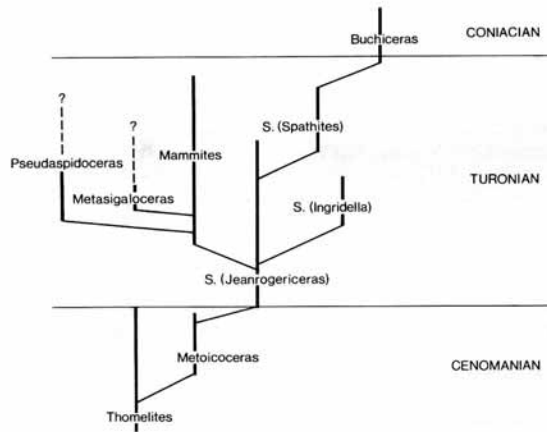 Buchiceras
CONIACIAN
?
?
S. (Spathites)
Mammites
Pseudaspidoceras
TURONIAN
Metasigaloceras
S. (Ingridella)
S. (Jeanrogericeras)
Metoicoceras
CENOMANIAN
Thomelites